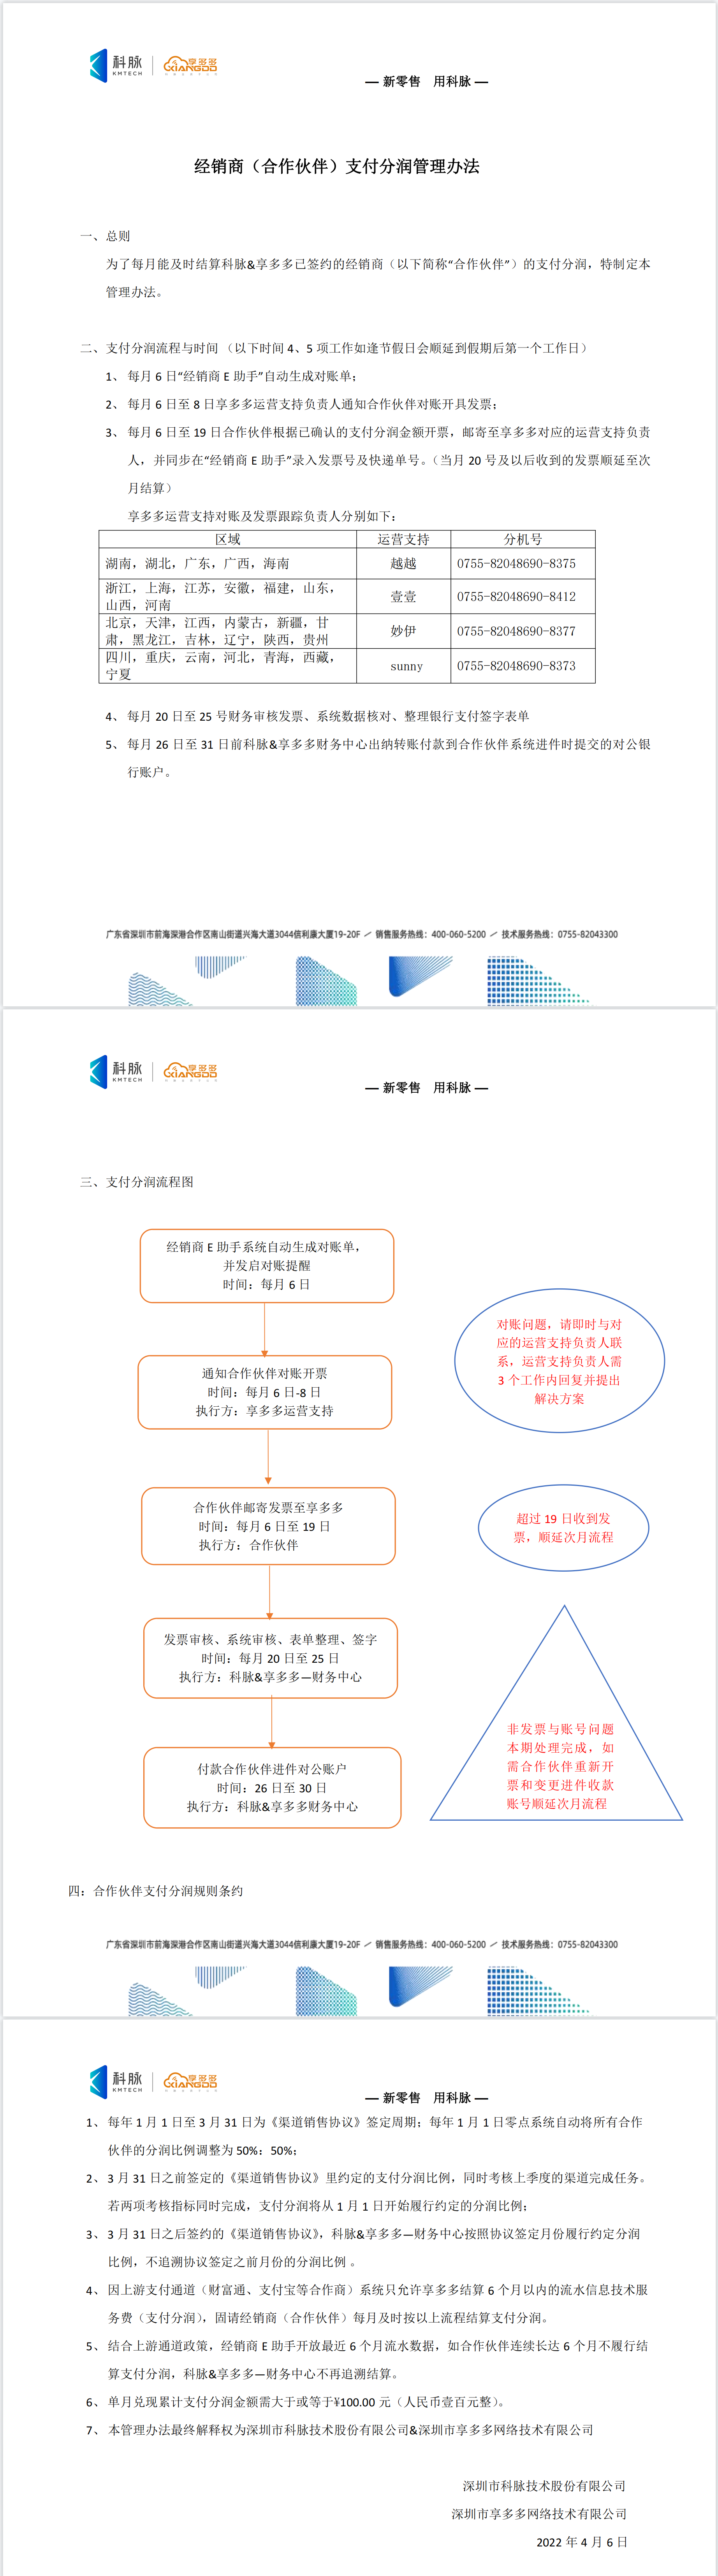 科脉
KMTECH
享多多
XIANGDD
— 新零售 用科脉 —
经销商（合作伙伴）支付分润管理办法
一、总则
为了每月能及时结算科脉&享多多已签约的经销商（以下简称“合作伙伴”）的支付分润，特制定本
管理办法。
二、支付分润流程与时间 （以下时间 4、5 项工作如逢节假日会顺延到假期后第一个工作日）
1、 每月 6 日“经销商 E 助手”自动生成对账单；
2、 每月 6 日至 8 日享多多运营支持负责人通知合作伙伴对账开具发票；
3、 每月 6 日至 19 日合作伙伴根据已确认的支付分润金额开票，邮寄至享多多对应的运营支持负责
人，并同步在“经销商 E 助手”录入发票号及快递单号。（当月 20 号及以后收到的发票顺延至次
月结算）
享多多运营支持对账及发票跟踪负责人分别如下：
区域 运营支持 分机号
湖南，湖北，广东，广西，海南 越越 0755-82048690-8375
浙江，上海，江苏，安徽，福建，山东，
山西，河南 壹壹 0755-82048690-8412
北京，天津，江西，内蒙古，新疆，甘
肃，黑龙江，吉林，辽宁，陕西，贵州 妙伊 0755-82048690-8377
四川，重庆，云南，河北，青海，西藏，
宁夏 sunny 0755-82048690-8373
4、 每月 20 日至 25 号财务审核发票、系统数据核对、整理银行支付签字表单
5、 每月 26 日至 31 日前科脉&享多多财务中心出纳转账付款到合作伙伴系统进件时提交的对公银
行账户。
广东省深圳市前海深港合作区南山街道兴海大道3044信利康大厦19-20F ／ 销售服务热线：400-060-5200 ／ 技术服务热线：0755-82043300
科脉
KMTECH
享多多
XIANGDD
— 新零售 用科脉 —
三、支付分润流程图
经销商 E 助手系统自动生成对账单，
并发启对账提醒
时间：每月 6 日
对账问题，请即时与对
应的运营支持负责人联
系，运营支持负责人需
3 个工作内回复并提出
解决方案
通知合作伙伴对账开票
时间：每月 6 日-8 日
执行方：享多多运营支持
合作伙伴邮寄发票至享多多
时间：每月 6 日至 19 日
执行方：合作伙伴
超过 19 日收到发
票，顺延次月流程
发票审核、系统审核、表单整理、签字
时间：每月 20 日至 25 日
执行方：科脉&享多多—财务中心
非发票与账号问题
本期处理完成，如
需合作伙伴重新开
票和变更进件收款
账号顺延次月流程
付款合作伙伴进件对公账户
时间：26 日至 30 日
执行方：科脉&享多多财务中心
四：合作伙伴支付分润规则条约
广东省深圳市前海深港合作区南山街道兴海大道3044信利康大厦19-20F ／ 销售服务热线：400-060-5200 ／ 技术服务热线：0755-82043300
科脉
KMTECH
享多多
XIANGDD
— 新零售 用科脉 —
1、 每年 1 月 1 日至 3 月 31 日为《渠道销售协议》签定周期；每年 1 月 1 日零点系统自动将所有合作
伙伴的分润比例调整为 50%：50%；
2、 3 月 31 日之前签定的《渠道销售协议》里约定的支付分润比例，同时考核上季度的渠道完成任务。
若两项考核指标同时完成，支付分润将从 1 月 1 日开始履行约定的分润比例；
3、 3 月 31 日之后签约的《渠道销售协议》，科脉&享多多—财务中心按照协议签定月份履行约定分润
比例，不追溯协议签定之前月份的分润比例 。
4、 因上游支付通道（财富通、支付宝等合作商）系统只允许享多多结算 6 个月以内的流水信息技术服
务费（支付分润），固请经销商（合作伙伴）每月及时按以上流程结算支付分润。
5、 结合上游通道政策，经销商 E 助手开放最近 6 个月流水数据，如合作伙伴连续长达 6 个月不履行结
算支付分润，科脉&享多多—财务中心不再追溯结算。
6、 单月兑现累计支付分润金额需大于或等于¥100.00 元（人民币壹百元整）。
7、 本管理办法最终解释权为深圳市科脉技术股份有限公司&深圳市享多多网络技术有限公司
深圳市科脉技术股份有限公司
深圳市享多多网络技术有限公司
2022 年 4 月 6 日